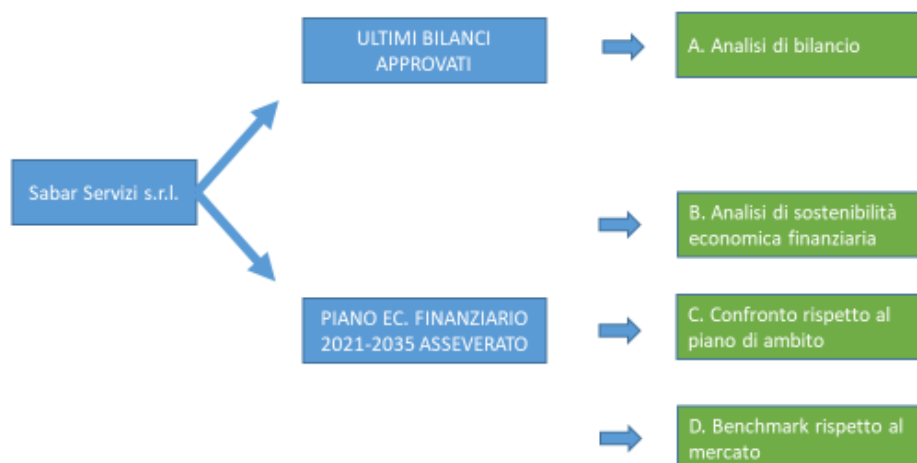 ULTIMI BILANCI
APPROVATI
A. Analisi di bilancio
Sabar Servizi s.r.l.
B. Analisi di sostenibilità
economica finanziaria
PIANO EC. FINANZIARIO
2021-2035 ASSEVERATO
C. Confronto rispetto al
piano di ambito
D. Benchmark rispetto al
mercato